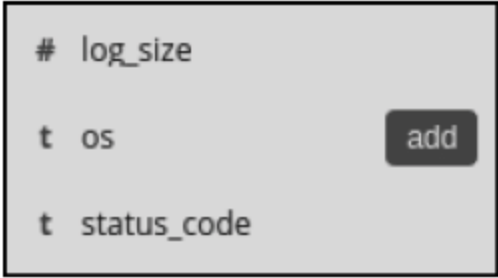 # log_size
t os add
t status_code